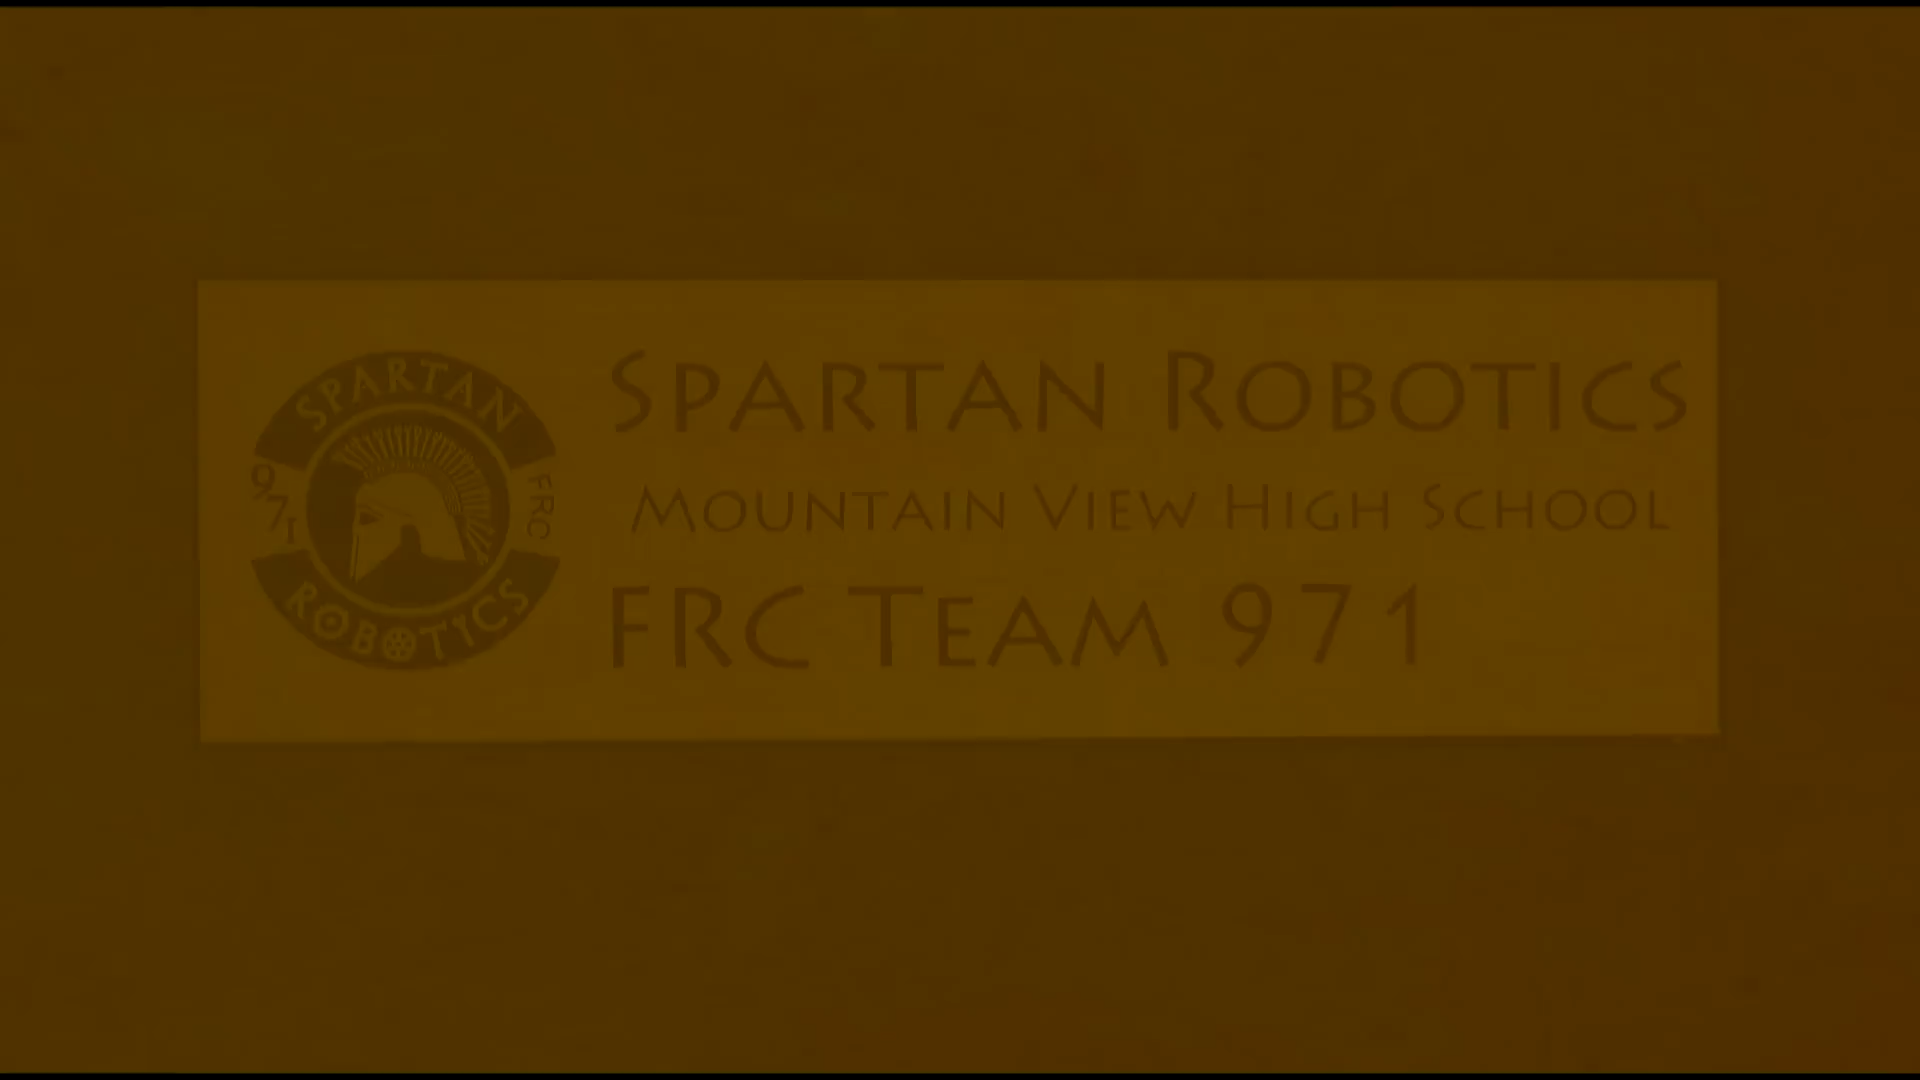 SPARTAN
971
FRC
ROBOTICS
SPARTAN ROBOTICS
MOUNTAIN VIEW HIGH SCHOOL
FRC TEAM 971